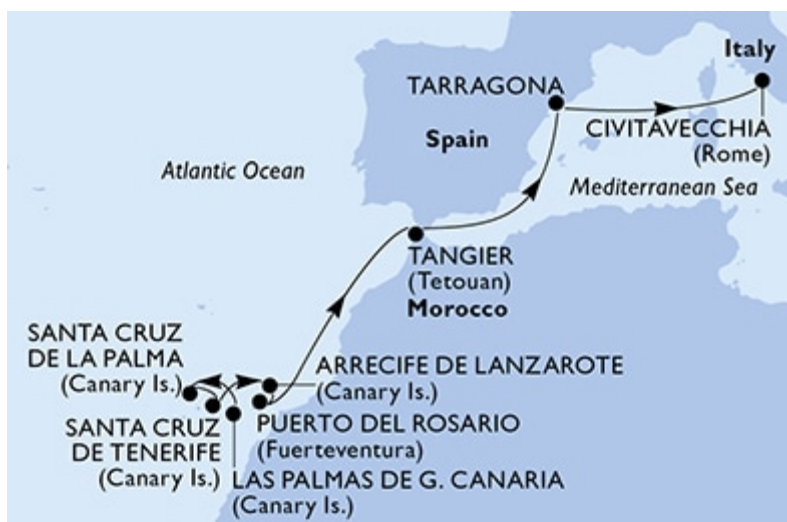 Italy
TARRAGONA
CIVITAVECCHIA
(Rome)
Spain
Atlantic Ocean
Mediterranean Sea
TANGIER
(Tetouan)
Morocco
SANTA CRUZ
DE LA PALMA
(Canary Is.)
ARRECIFE DE LANZAROTE
(Canary Is.)
SANTA CRUZ
DE TENERIFE
(Canary Is.)
PUERTO DEL ROSARIO
(Fuerteventura)
LAS PALMAS DE G. CANARIA
(Canary Is.)